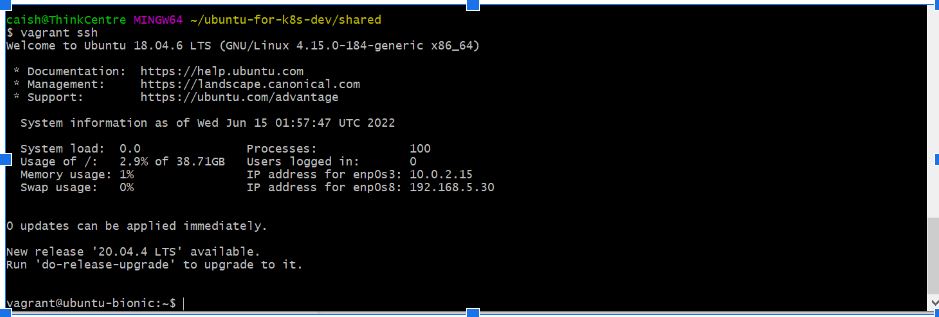 caish@ThinkCentre MINGW64 ~/ubuntu-for-k8s-dev/shared
$ vagrant ssh
Welcome to Ubuntu 18.04.6 LTS (GNU/Linux 4.15.0-184-generic x86_64)
* Documentation:  https://help.ubuntu.com
* Management:     https://landscape.canonical.com
* Support:        https://ubuntu.com/advantage
System information as of Wed Jun 15 01:57:47 UTC 2022
System load:  0.0               Processes:             100
Usage of /:   2.9% of 38.71GB   Users logged in:       0
Memory usage: 1%                IP address for enp0s3: 10.0.2.15
Swap usage:   0%                IP address for enp0s8: 192.168.5.30
0 updates can be applied immediately.
New release '20.04.4 LTS' available.
Run 'do-release-upgrade' to upgrade to it.
vagrant@ubuntu-bionic:~$